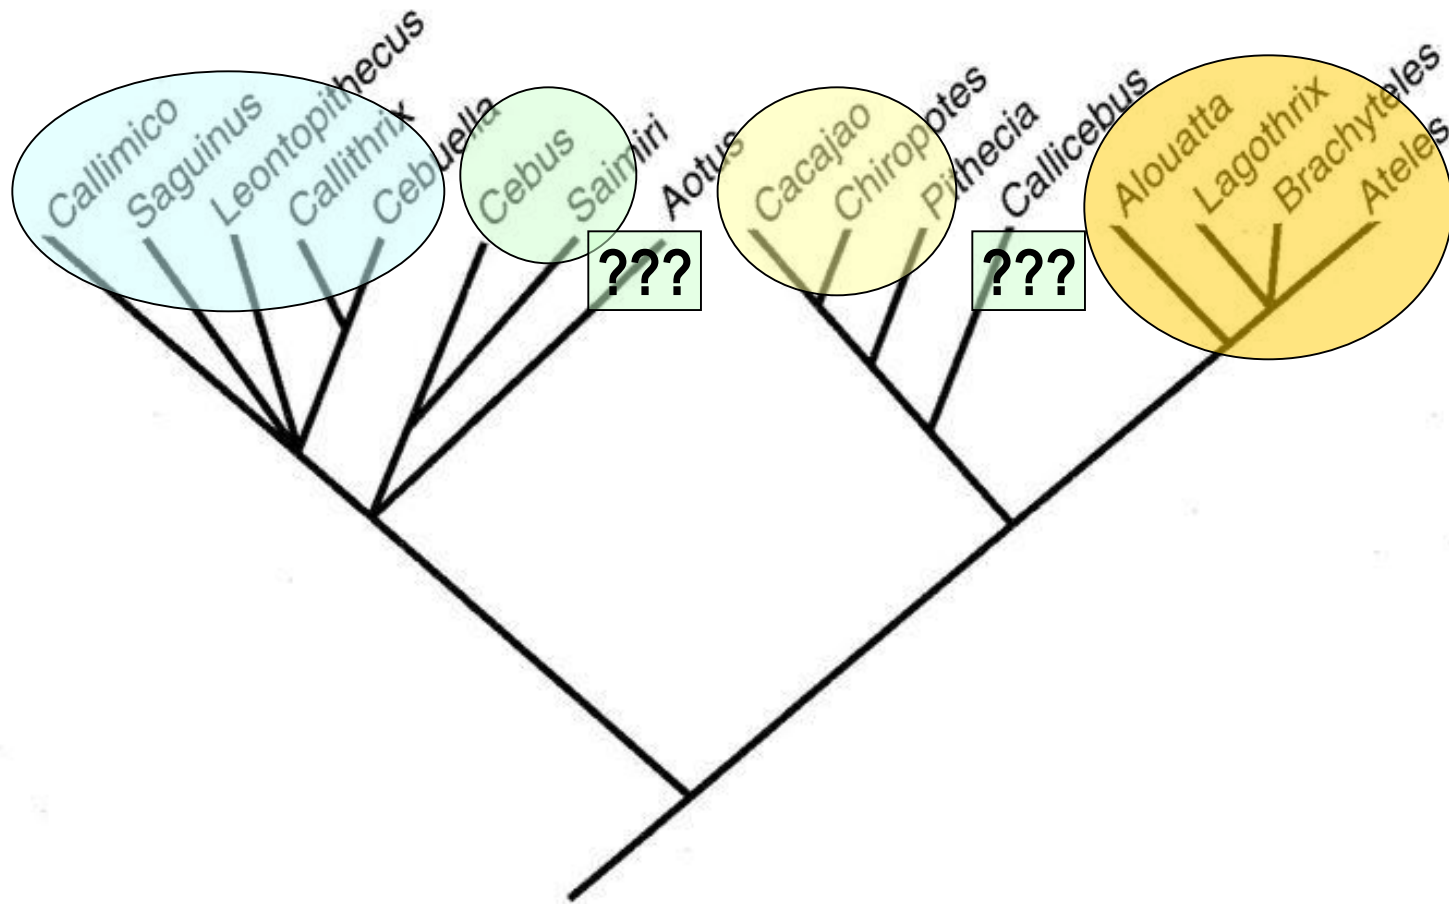 Callimico
Saguinus
Leontopithecus
Callithrix
Cebuella
Cebus
Saimiri
Aotus
Cacajao
Chiropotes
Pithecia
Callicebus
Alouatta
Lagothrix
Brachyteles
Ateles
???
???